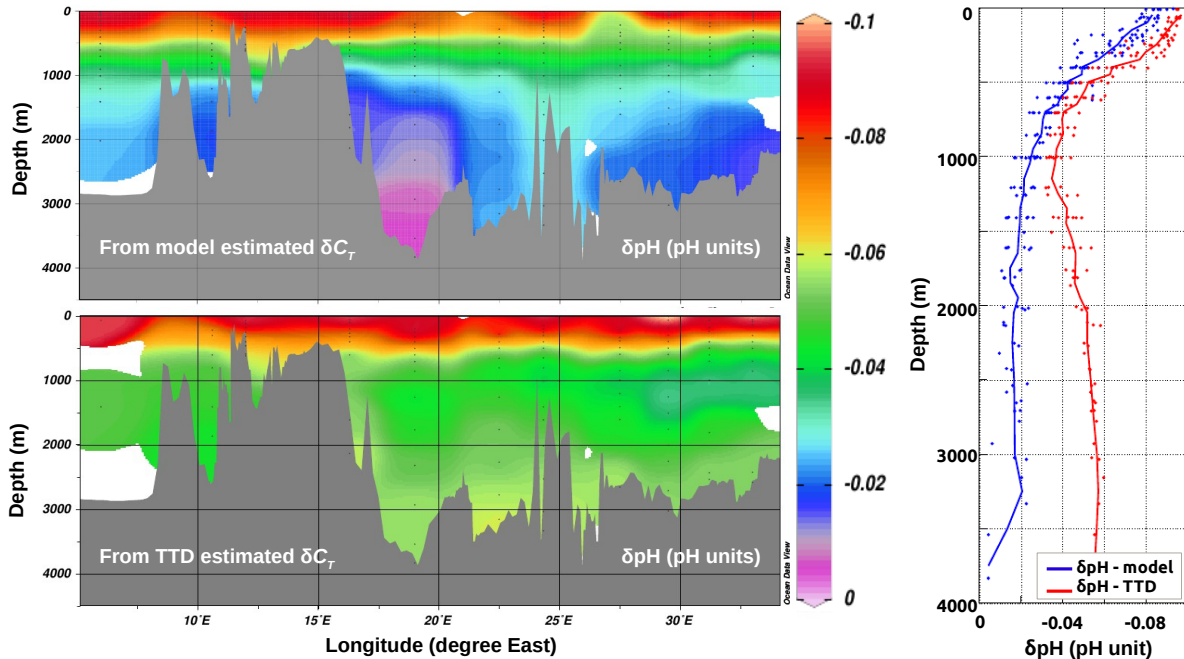 0
1000
2000
3000
4000
Depth (m)
From model estimated δC_T
δpH (pH units)
Ocean Data View
0
1000
2000
3000
4000
Depth (m)
From TTD estimated δC_T
δpH (pH units)
Ocean Data View
10°E
15°E
20°E
25°E
30°E
Longitude (degree East)
-0.1
-0.08
-0.06
-0.04
-0.02
0
0
1000
2000
3000
4000
Depth (m)
δpH - model
δpH - TTD
0
-0.04
-0.08
δpH (pH unit)